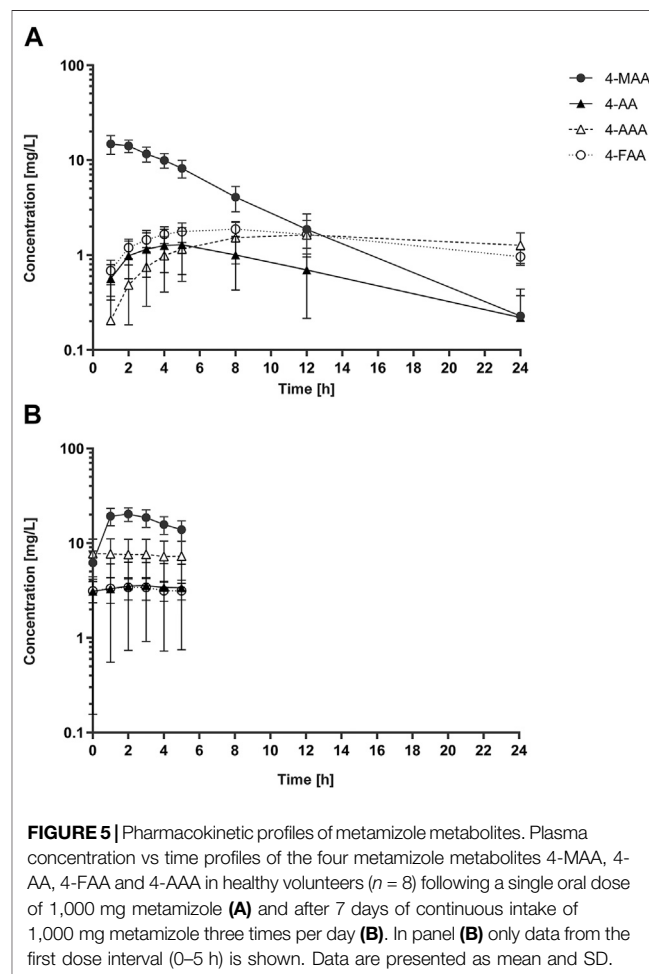 A
Concentration [mg/L]
100
10
1
0.1
0 2 4 6 8 10 12 14 16 18 20 22 24
Time [h]
4-MAA
4-AA
4-AAA
4-FAA
B
Concentration [mg/L]
100
10
1
0.1
0 2 4 6 8 10 12 14 16 18 20 22 24
Time [h]
FIGURE 5 | Pharmacokinetic profiles of metamizole metabolites. Plasma
concentration vs time profiles of the four metamizole metabolites 4-MAA, 4-
AA, 4-FAA and 4-AAA in healthy volunteers (n = 8) following a single oral dose
of 1,000 mg metamizole (A) and after 7 days of continuous intake of
1,000 mg metamizole three times per day (B). In panel (B) only data from the
first dose interval (0–5 h) is shown. Data are presented as mean and SD.